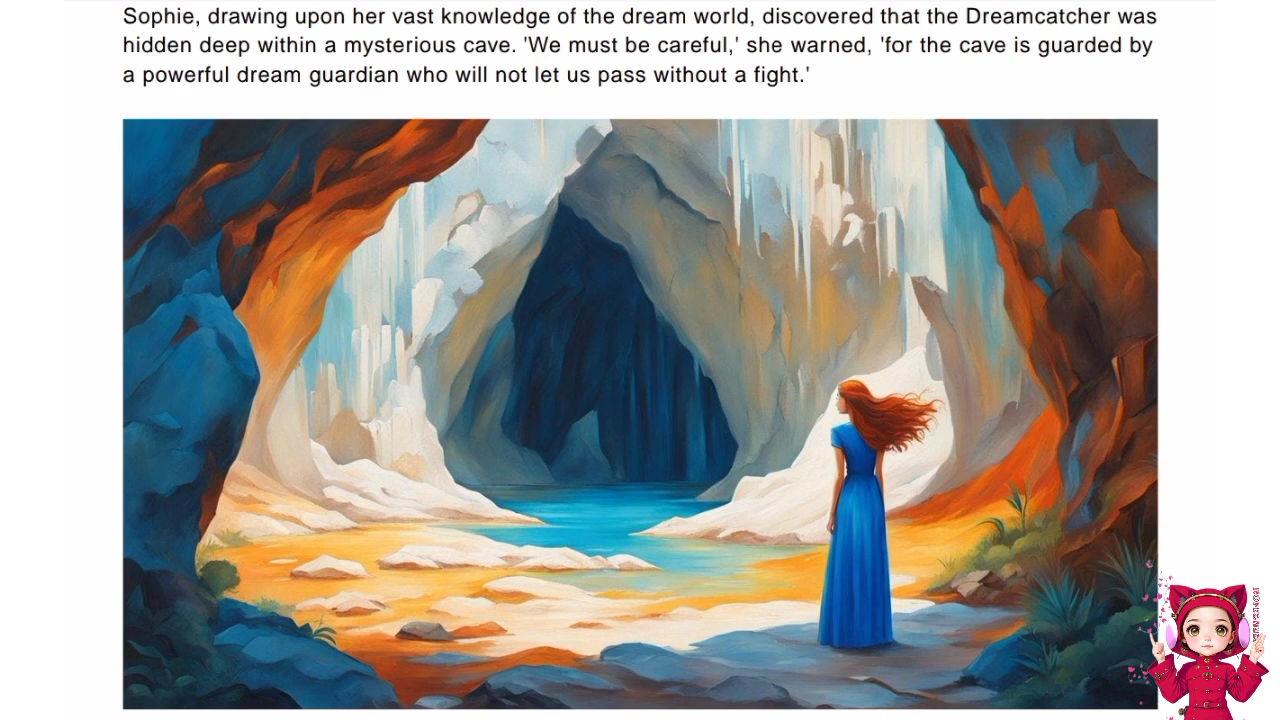 Sophie, drawing upon her vast knowledge of the dream world, discovered that the Dreamcatcher was
hidden deep within a mysterious cave. 'We must be careful,' she warned, 'for the cave is guarded by
a powerful dream guardian who will not let us pass without a fight.'